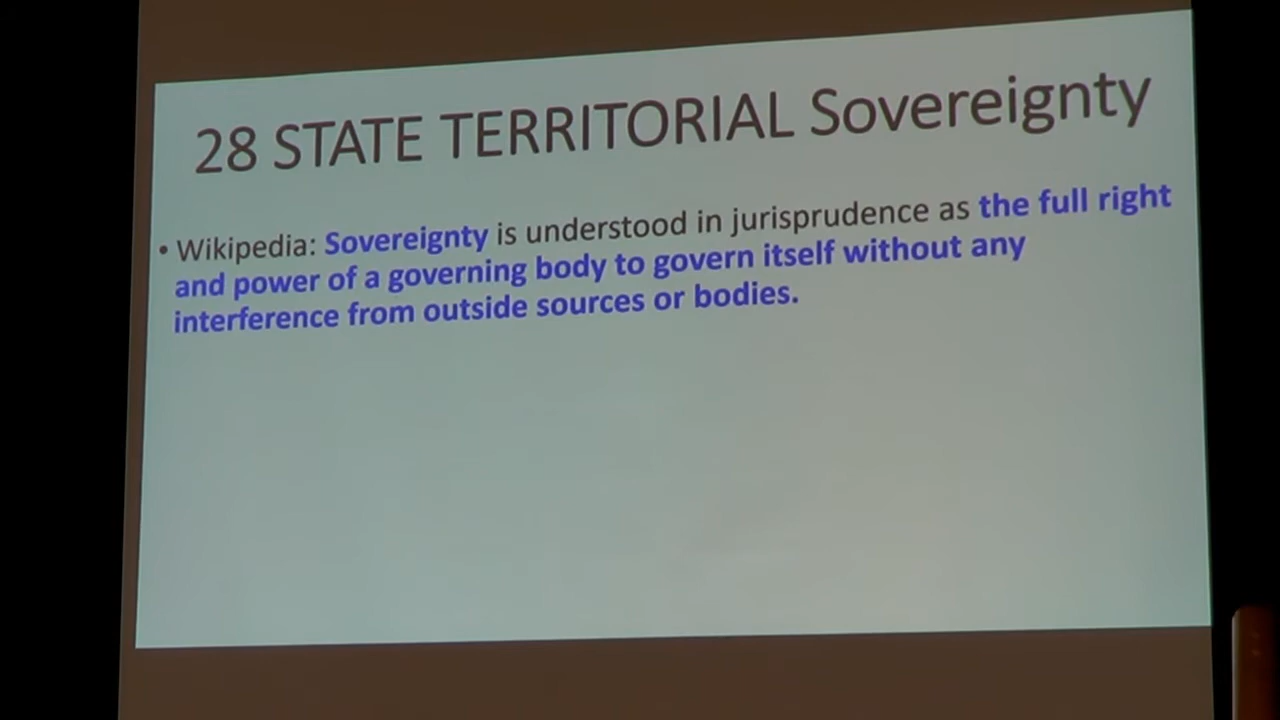 28 STATE TERRITORIAL Sovereignty
• Wikipedia: Sovereignty is understood in jurisprudence as the full right
and power of a governing body to govern itself without any
interference from outside sources or bodies.